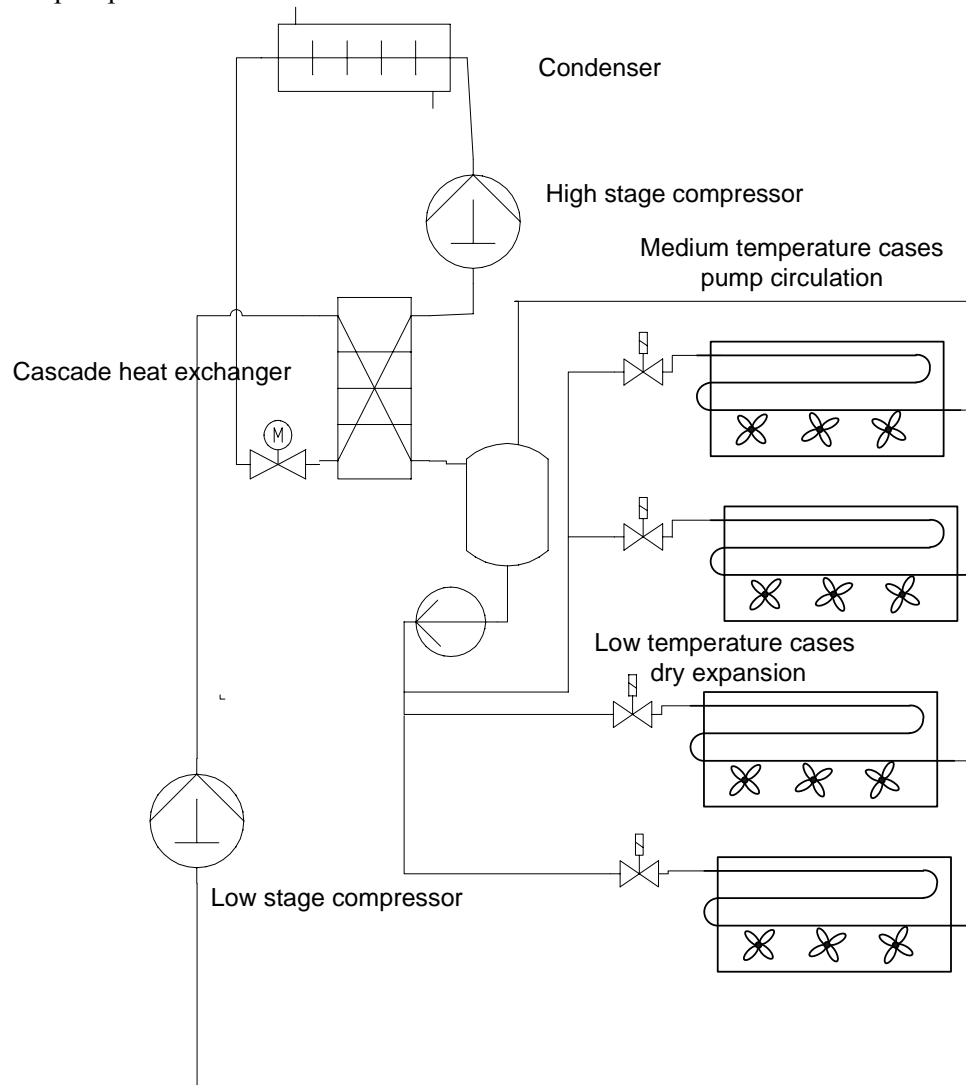 Condenser
High stage compressor
Medium temperature cases
pump circulation
Cascade heat exchanger
M
Low temperature cases
dry expansion
Low stage compressor